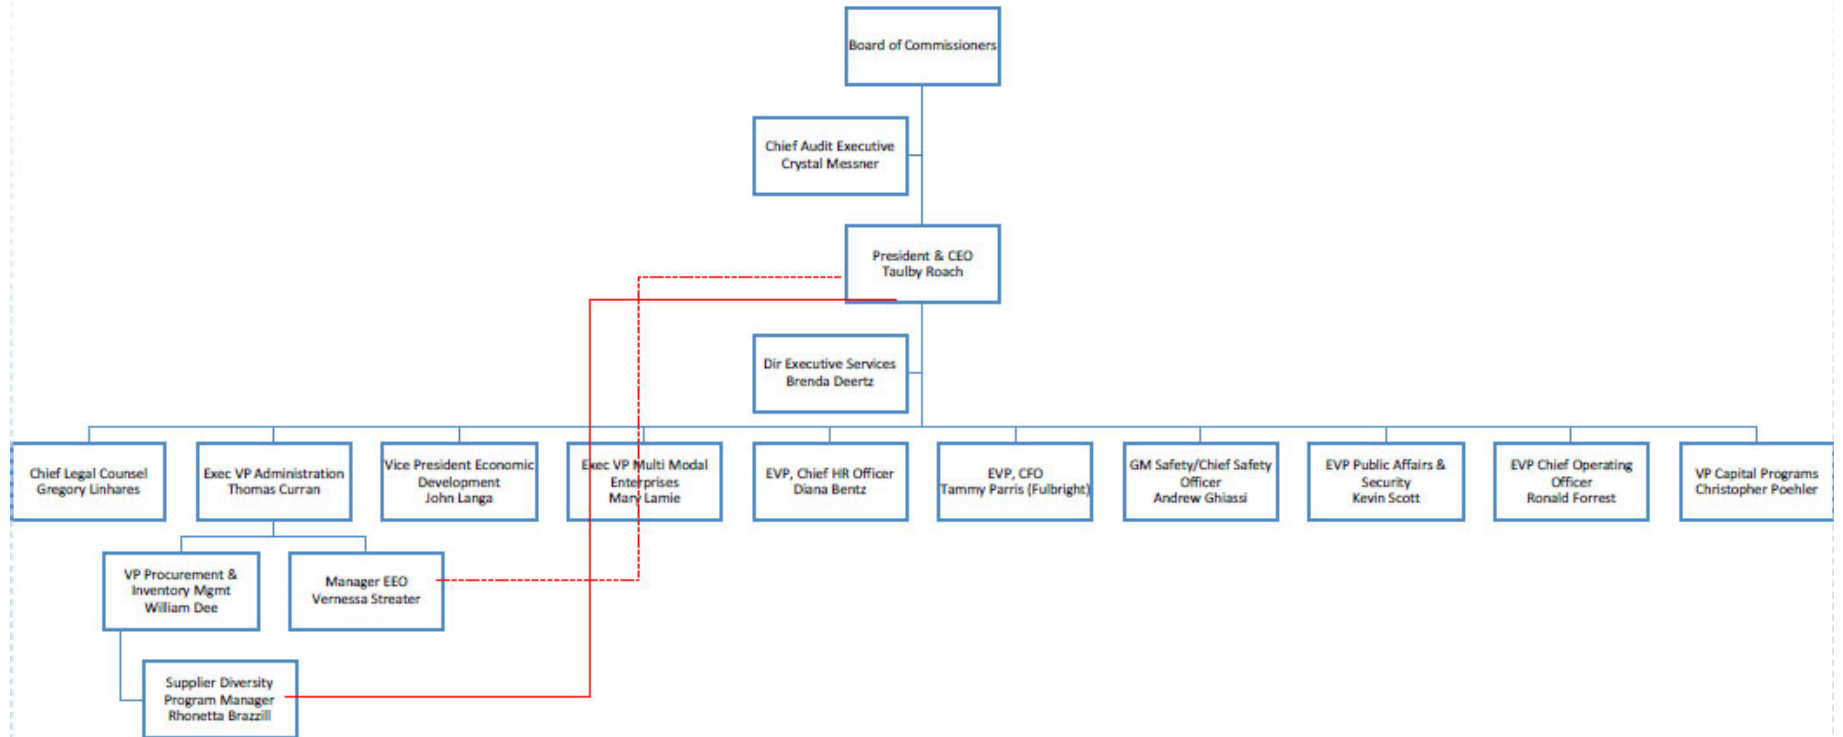 Board of Commissioners
Chief Audit Executive
Crystal Messner
President & CEO
Taulby Roach
Dir Executive Services
Brenda Deertz
Chief Legal Counsel
Gregory Linhares
Exec VP Administration
Thomas Curran
Vice President Economic
Development
John Langa
Exec VP Multi Modal
Enterprises
Mary Lamie
EVP, Chief HR Officer
Diana Bentz
EVP, CFO
Tammy Parris (Fulbright)
GM Safety/Chief Safety
Officer
Andrew Ghiassi
EVP Public Affairs &
Security
Kevin Scott
EVP Chief Operating
Officer
Ronald Forrest
VP Capital Programs
Christopher Poehler
VP Procurement &
Inventory Mgmt
William Dee
Manager EEO
Vernessa Streater
Supplier Diversity
Program Manager
Rhonetta Brazzill